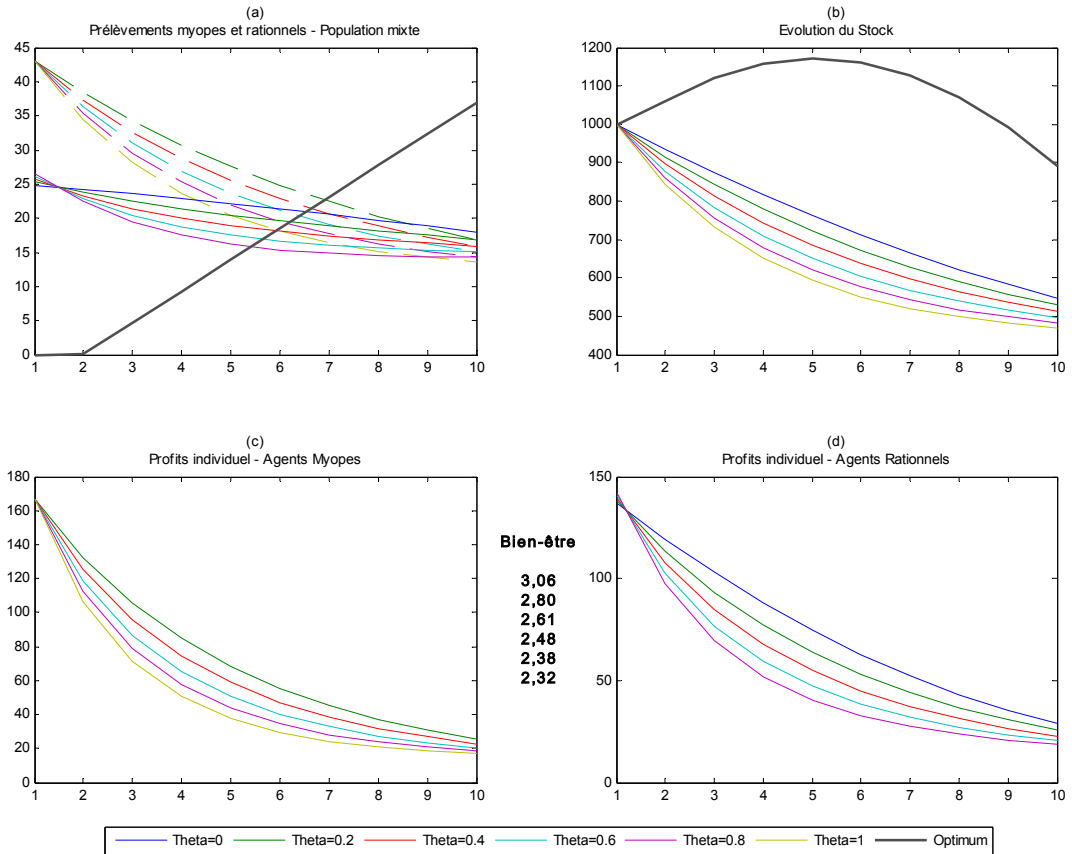 (a)
Prélèvements myopes et rationnels - Population mixte
45
40
35
30
25
20
15
10
5
0
1 2 3 4 5 6 7 8 9 10
(b)
Evolution du Stock
1200
1100
1000
900
800
700
600
500
400
1 2 3 4 5 6 7 8 9 10
(c)
Profits individuel - Agents Myopes
180
160
140
120
100
80
60
40
20
0
1 2 3 4 5 6 7 8 9 10
Bien-être
3,06
2,80
2,61
2,48
2,38
2,32
(d)
Profits individuel - Agents Rationnels
150
100
50
0
1 2 3 4 5 6 7 8 9 10
Theta=0 Theta=0.2 Theta=0.4 Theta=0.6 Theta=0.8 Theta=1 Optimum